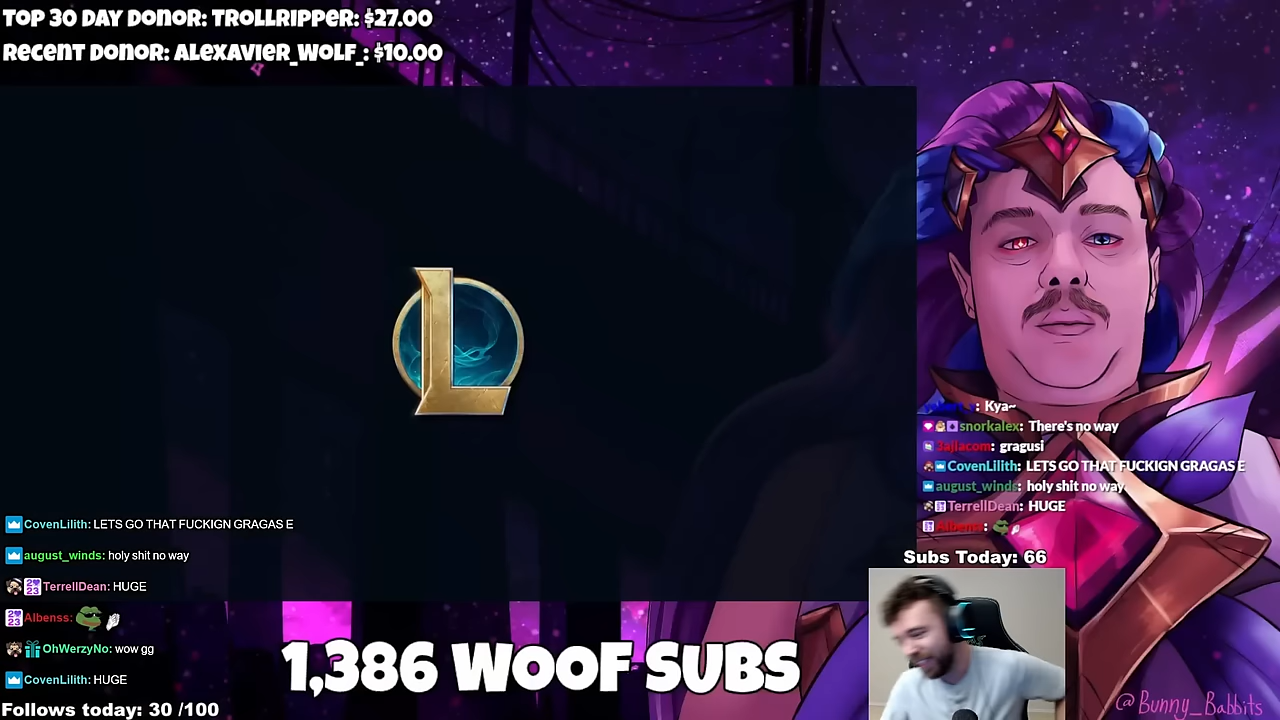 TOP 30 DAY DONOR: TROLLRIPPER: $27.00
RECENT DONOR: ALEXAVIER_WOLF_: $10.00
L
: Kya~
snorkalex: There's no way
3ajlacom: gragusi
CovenLilith: LETS GO THAT FUCKIGN GRAGAS E
august_winds: holy shit no way
TerrellDean: HUGE
Albenss:
Subs Today: 66
CovenLilith: LETS GO THAT FUCKIGN GRAGAS E
august_winds: holy shit no way
TerrellDean: HUGE
Albenss:
OhWerzyNo: wow gg
CovenLilith: HUGE
1,386 WOOF SUBS
Follows today: 30 /100
@Bunny_Babbits